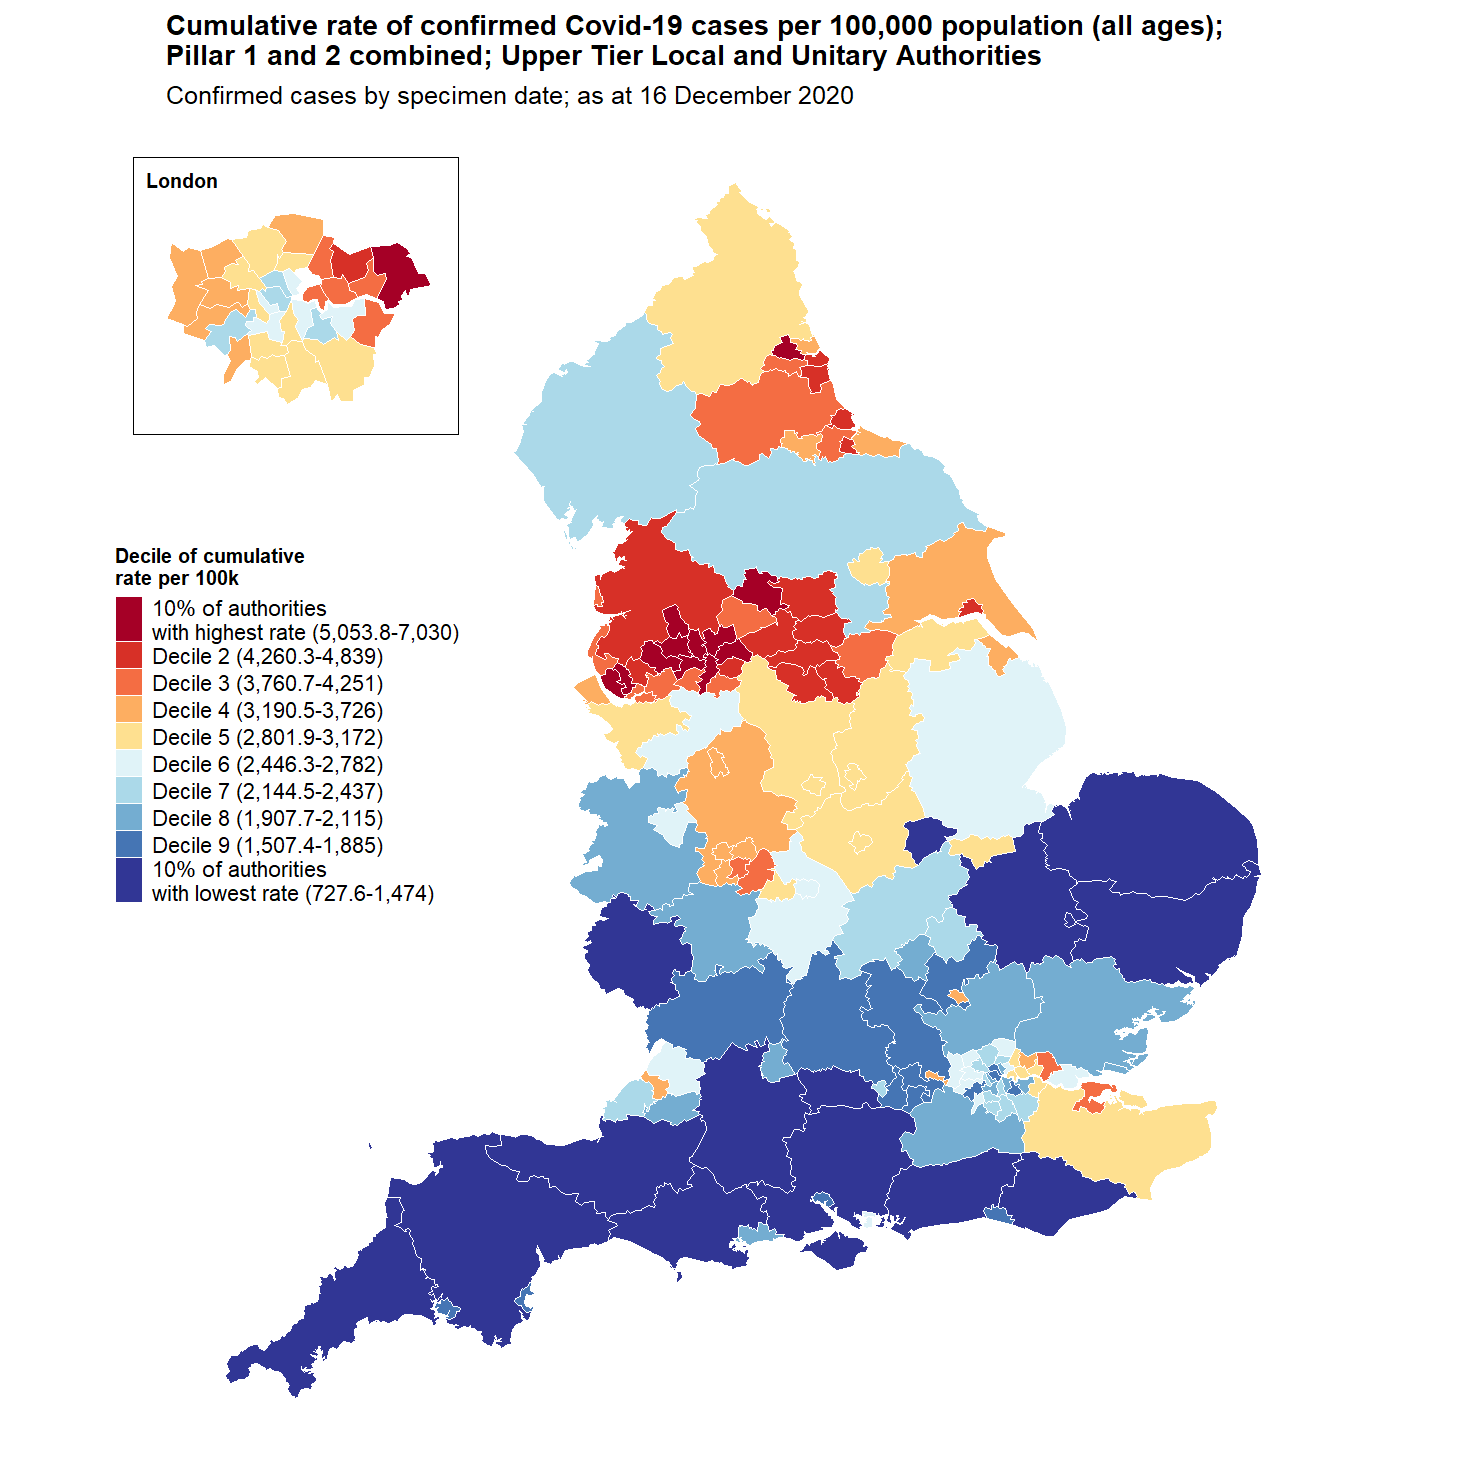 Cumulative rate of confirmed Covid-19 cases per 100,000 population (all ages);
Pillar 1 and 2 combined; Upper Tier Local and Unitary Authorities
Confirmed cases by specimen date; as at 16 December 2020
London
Decile of cumulative
rate per 100k
10% of authorities
with highest rate (5,053.8-7,030)
Decile 2 (4,260.3-4,839)
Decile 3 (3,760.7-4,251)
Decile 4 (3,190.5-3,726)
Decile 5 (2,801.9-3,172)
Decile 6 (2,446.3-2,782)
Decile 7 (2,144.5-2,437)
Decile 8 (1,907.7-2,115)
Decile 9 (1,507.4-1,885)
10% of authorities
with lowest rate (727.6-1,474)